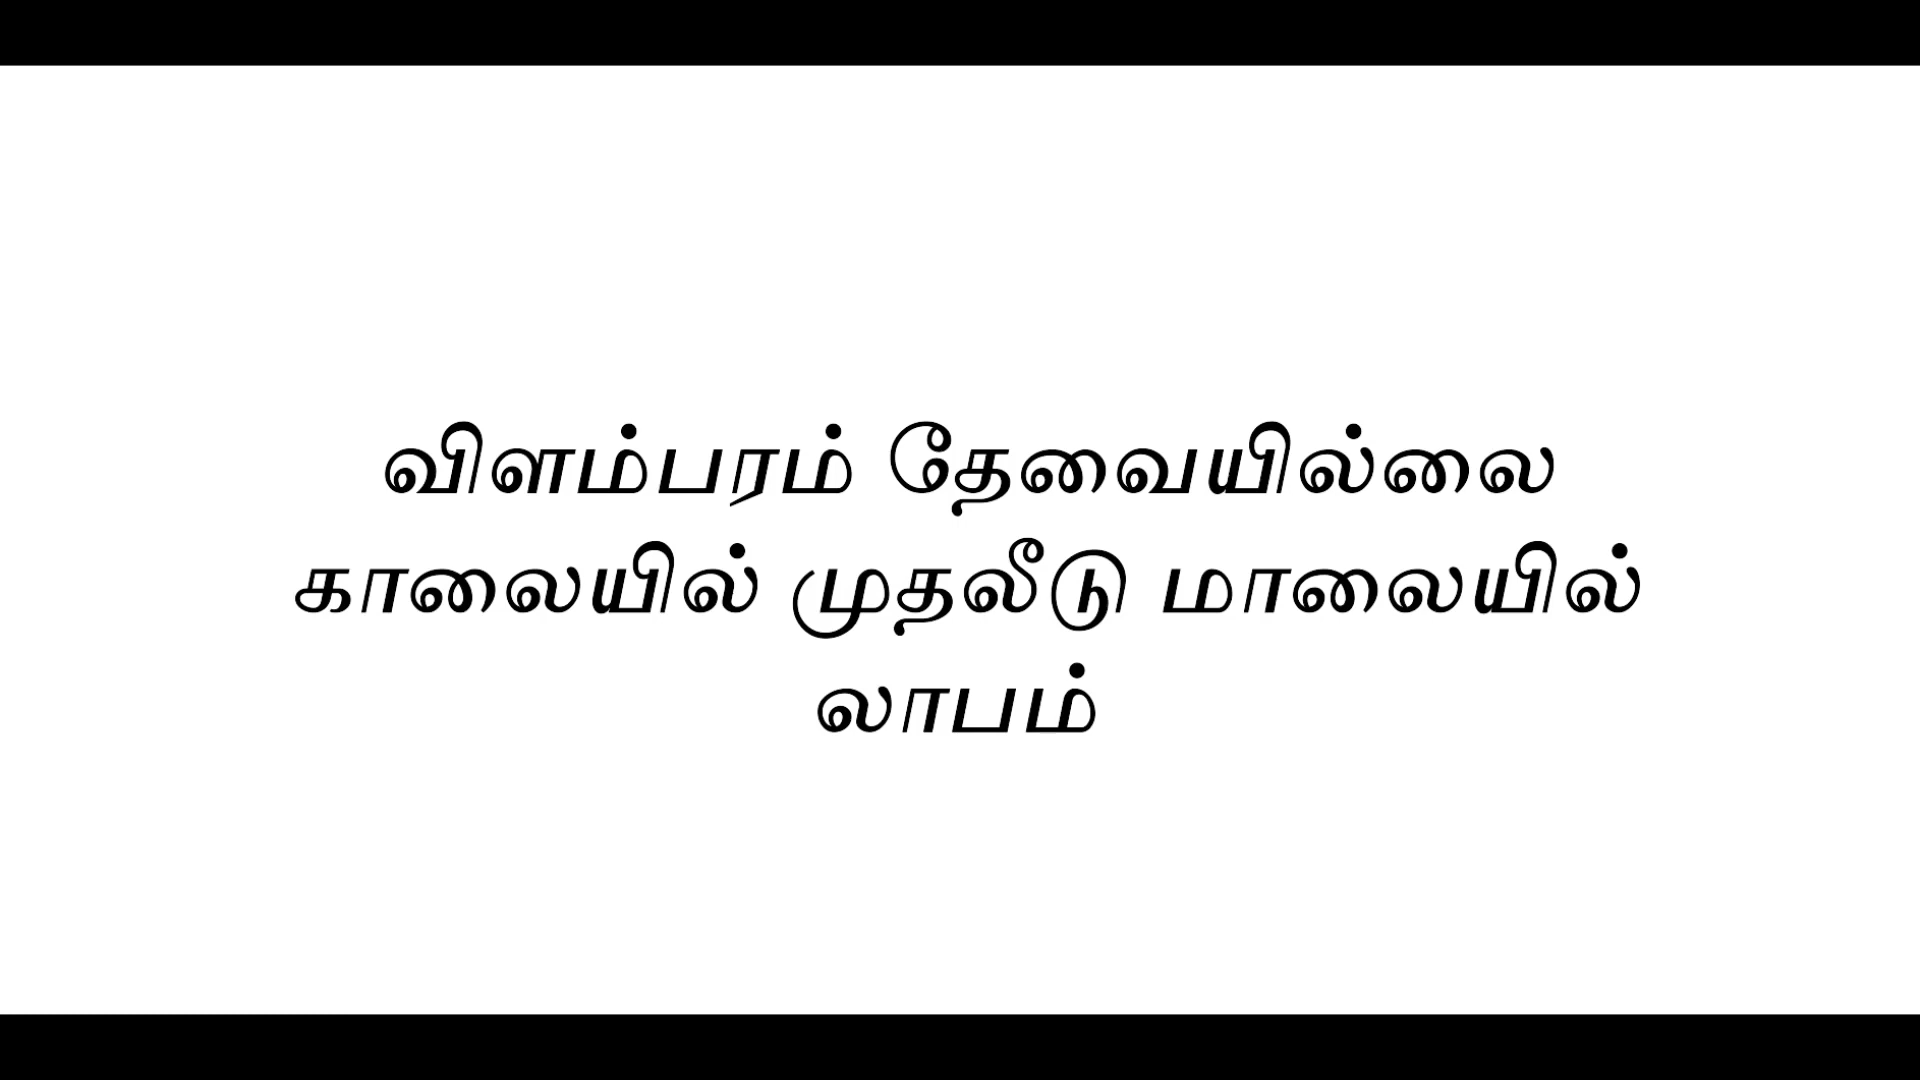 விளம்பரம் தேவையில்லை
காலையில் முதலீடு மாலையில்
லாபம்